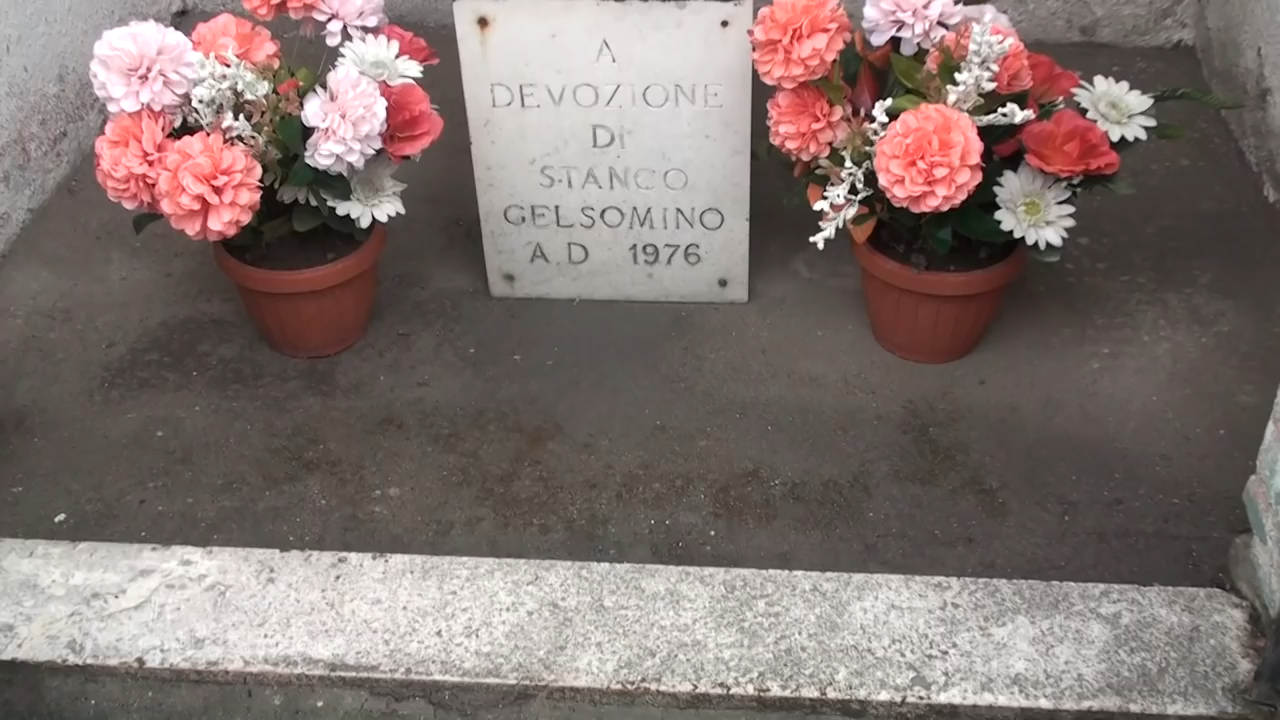 A
DEVOZIONE
DI
STANCO
GELSOMINO
A.D 1976